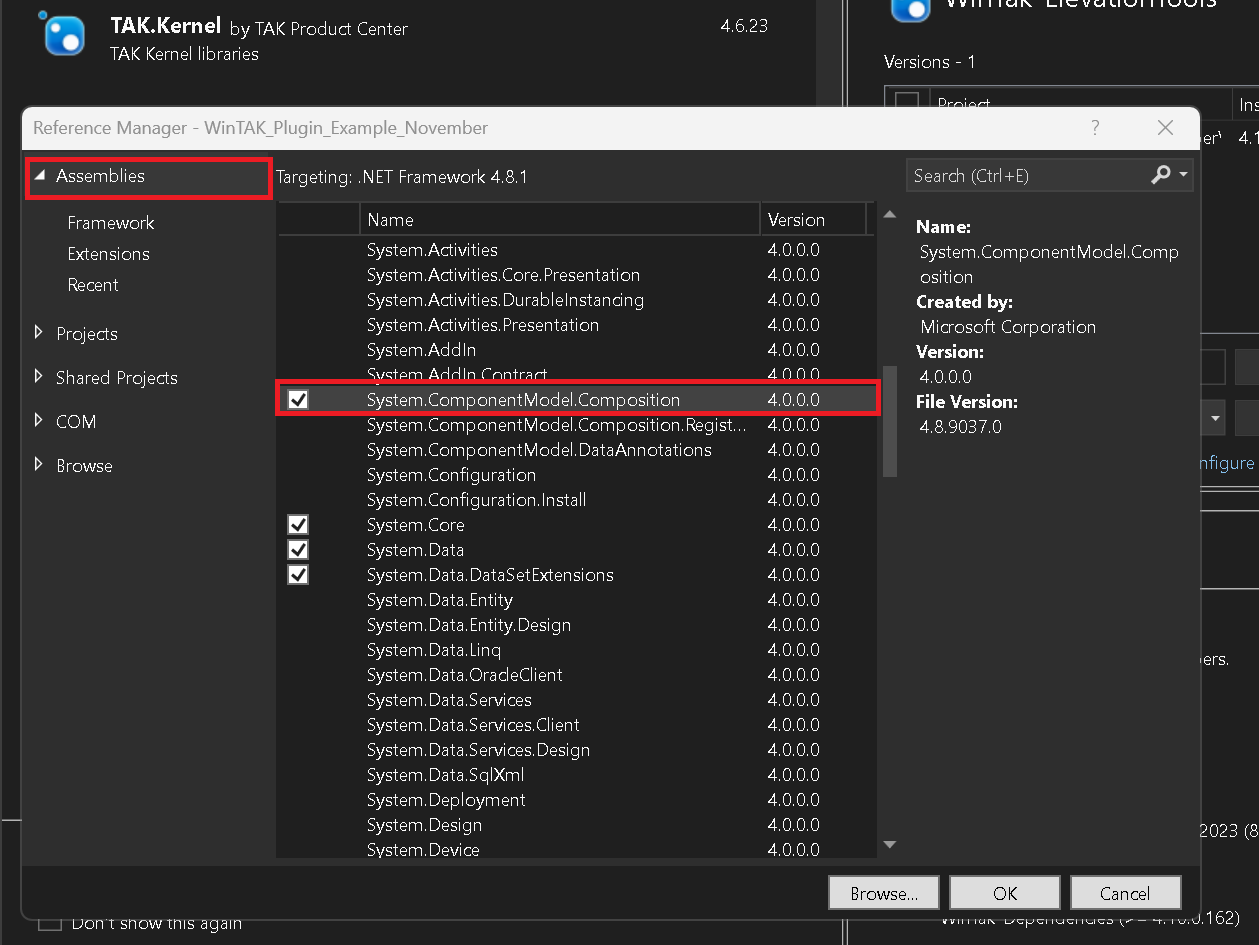 TAK.Kernel by TAK Product Center 4.6.23
TAK Kernel libraries
WinTak-ElevationTools
Versions - 1
Project
Reference Manager - WinTAK_Plugin_Example_November ?
Assemblies
Framework
Extensions
Recent
Projects
Shared Projects
COM
Browse
Targeting: .NET Framework 4.8.1
Name Version
System.Activities 4.0.0.0
System.Activities.Core.Presentation 4.0.0.0
System.Activities.DurableInstancing 4.0.0.0
System.Activities.Presentation 4.0.0.0
System.AddIn 4.0.0.0
System.AddIn.Contract 4.0.0.0
System.ComponentModel.Composition 4.0.0.0
System.ComponentModel.Composition.Regist... 4.0.0.0
System.ComponentModel.DataAnnotations 4.0.0.0
System.Configuration 4.0.0.0
System.Configuration.Install 4.0.0.0
System.Core 4.0.0.0
System.Data 4.0.0.0
System.Data.DataSetExtensions 4.0.0.0
System.Data.Entity 4.0.0.0
System.Data.Entity.Design 4.0.0.0
System.Data.Linq 4.0.0.0
System.Data.OracleClient 4.0.0.0
System.Data.Services 4.0.0.0
System.Data.Services.Client 4.0.0.0
System.Data.Services.Design 4.0.0.0
System.Data.SqlXml 4.0.0.0
System.Deployment 4.0.0.0
System.Design 4.0.0.0
System.Device 4.0.0.0
Search (Ctrl+E)
Name:
System.ComponentModel.Comp
osition
Created by:
Microsoft Corporation
Version:
4.0.0.0
File Version:
4.8.9037.0
Browse... OK Cancel
nfigure
ers.
2023 (8
Don't show this again
WinTak-Dependencies (>= 4.10.0.162)